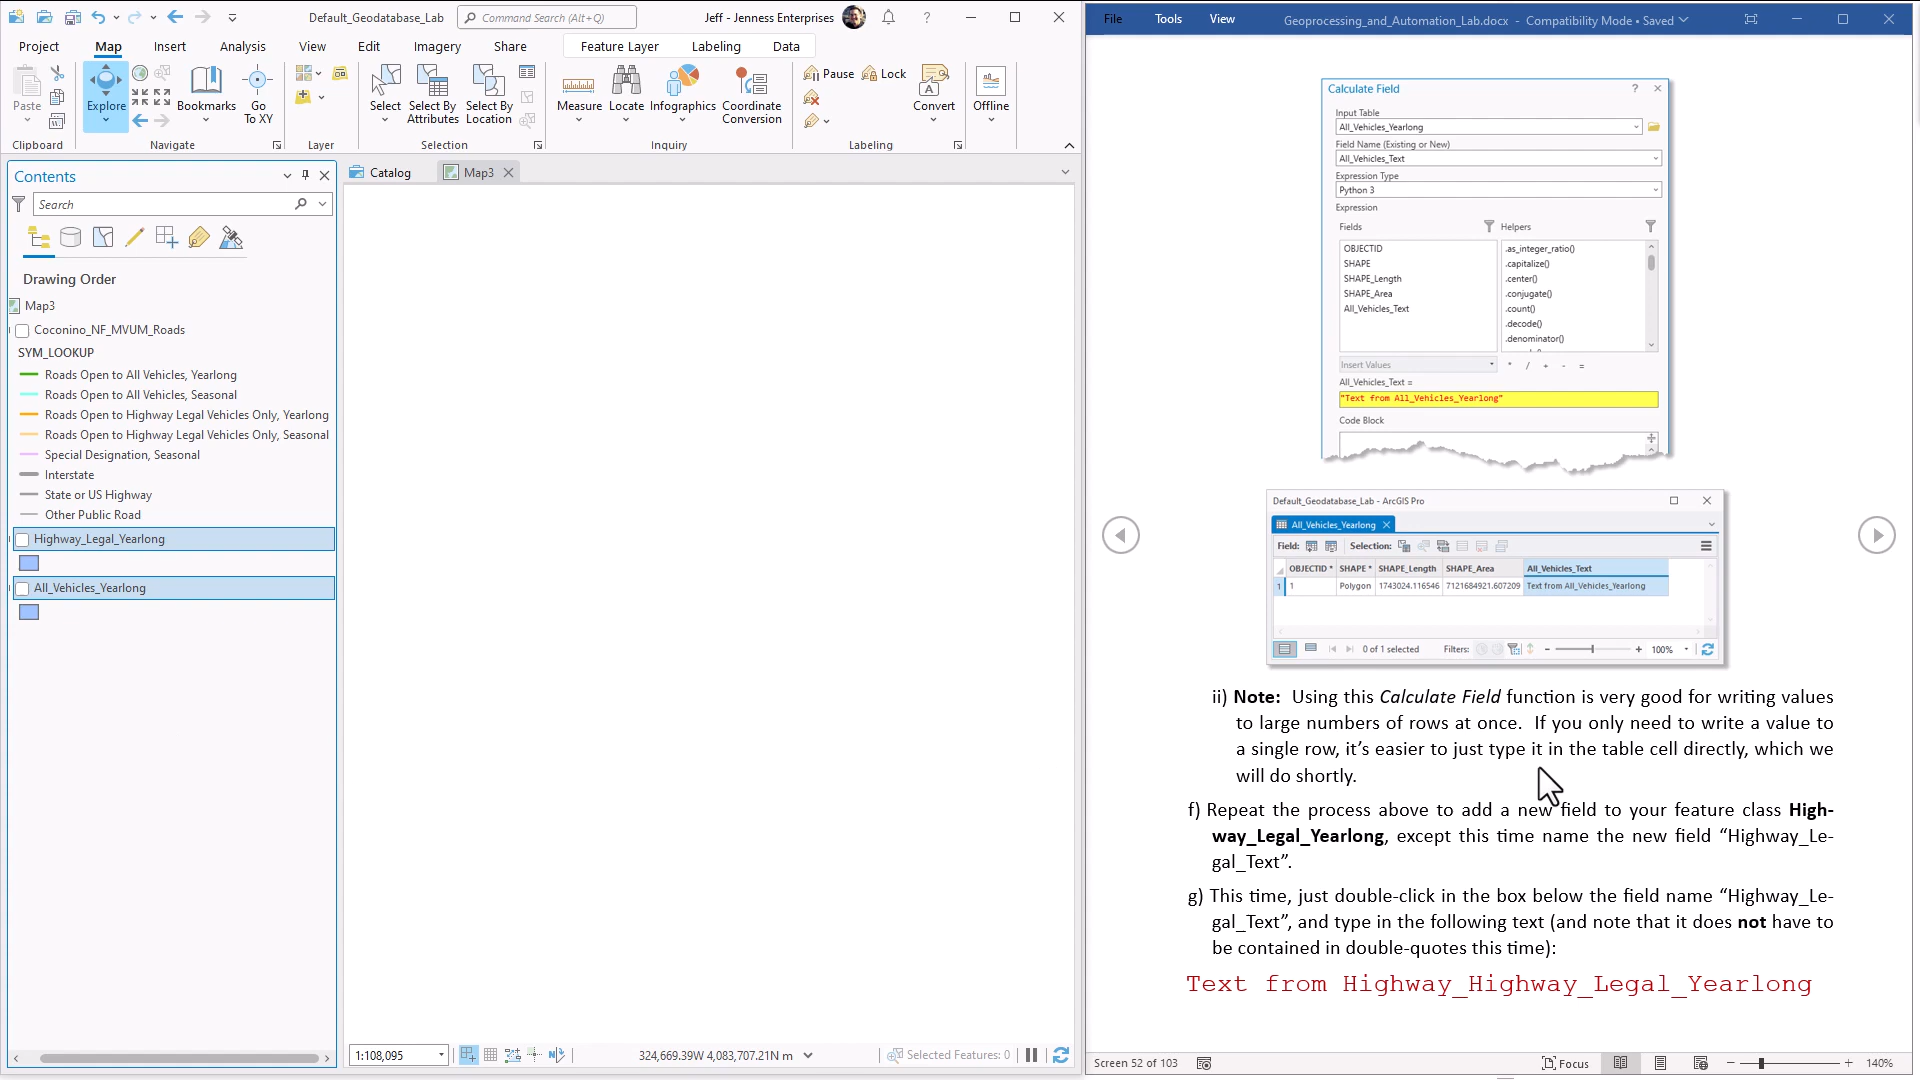 Default_Geodatabase_Lab
Command Search (Alt+Q)
Jeff - Jenness Enterprises
?
Project
Map
Insert
Analysis
View
Edit
Imagery
Share
Feature Layer
Labeling
Data
Paste
Explore
Bookmarks
Go
To XY
Select
Select By
Attributes
Select By
Location
Measure
Locate
Infographics
Coordinate
Conversion
Pause
Lock
Convert
Offline
Clipboard
Navigate
Layer
Selection
Inquiry
Labeling
Contents
Search
Drawing Order
Map3
Coconino_NF_MVUM_Roads
SYM_LOOKUP
Roads Open to All Vehicles, Yearlong
Roads Open to All Vehicles, Seasonal
Roads Open to Highway Legal Vehicles Only, Yearlong
Roads Open to Highway Legal Vehicles Only, Seasonal
Special Designation, Seasonal
Interstate
State or US Highway
Other Public Road
Highway_Legal_Yearlong
All_Vehicles_Yearlong
Catalog
Map3
1:108,095
324,669.39W 4,083,707.21N m
Selected Features: 0
File
Tools
View
Geoprocessing_and_Automation_Lab.docx - Compatibility Mode • Saved
Calculate Field
?
Input Table
All_Vehicles_Yearlong
Field Name (Existing or New)
All_Vehicles_Text
Expression Type
Python 3
Expression
Fields
Helpers
OBJECTID
SHAPE
SHAPE_Length
SHAPE_Area
All_Vehicles_Text
.as_integer_ratio()
.capitalize()
.center()
.conjugate()
.count()
.decode()
.denominator()
Insert Values
* / + - =
All_Vehicles_Text =
"Text from All_Vehicles_Yearlong"
Code Block
Default_Geodatabase_Lab - ArcGIS Pro
All_Vehicles_Yearlong
Field:
Selection:
OBJECTID * SHAPE * SHAPE_Length SHAPE_Area All_Vehicles_Text
1 1 Polygon 1743024.116546 7121684921.607209 Text from All_Vehicles_Yearlong
0 of 1 selected
Filters:
100%
ii) Note: Using this Calculate Field function is very good for writing values
to large numbers of rows at once. If you only need to write a value to
a single row, it’s easier to just type it in the table cell directly, which we
will do shortly.
f) Repeat the process above to add a new field to your feature class High-
way_Legal_Yearlong, except this time name the new field “Highway_Le-
gal_Text”.
g) This time, just double-click in the box below the field name “Highway_Le-
gal_Text”, and type in the following text (and note that it does not have to
be contained in double-quotes this time):
Text from Highway_Highway_Legal_Yearlong
Screen 52 of 103
Focus
140%